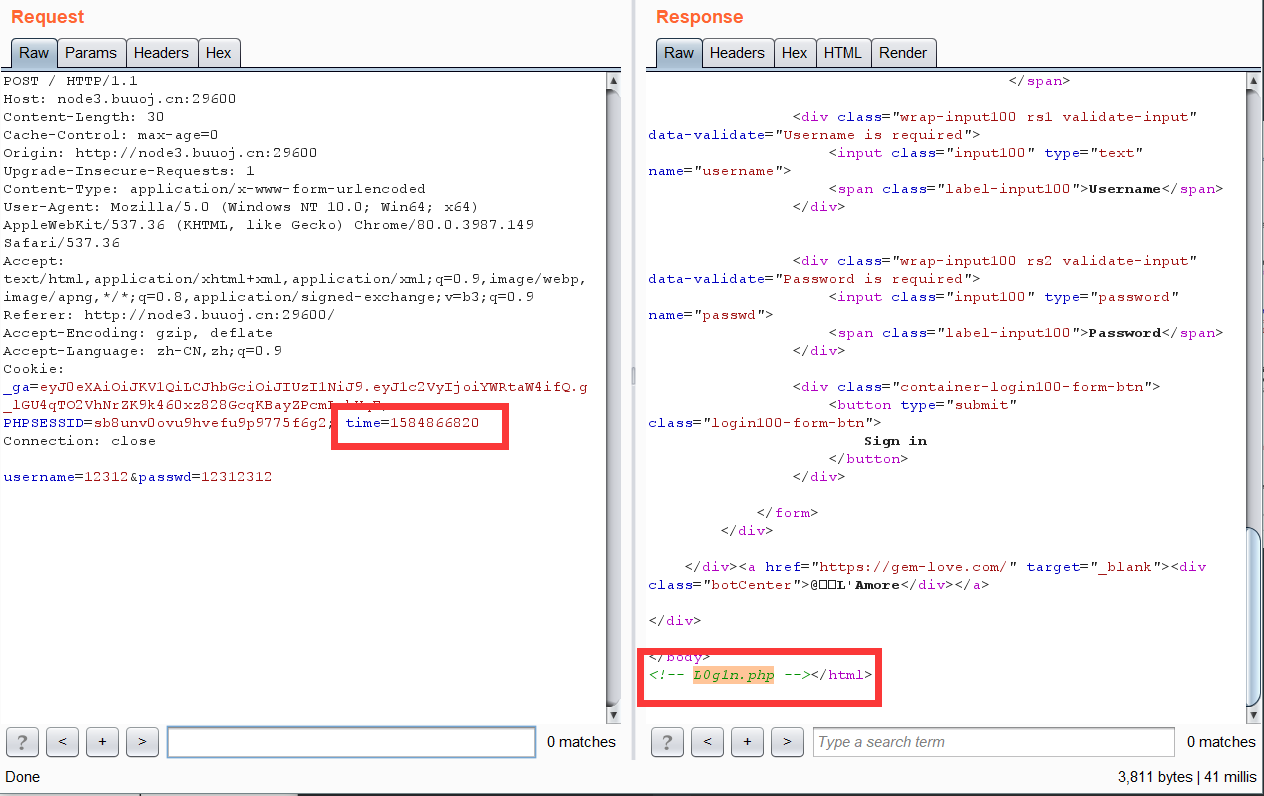 Request
Raw Params Headers Hex
POST / HTTP/1.1
Host: node3.buuoj.cn:29600
Content-Length: 30
Cache-Control: max-age=0
Origin: http://node3.buuoj.cn:29600
Upgrade-Insecure-Requests: 1
Content-Type: application/x-www-form-urlencoded
User-Agent: Mozilla/5.0 (Windows NT 10.0; Win64; x64)
AppleWebKit/537.36 (KHTML, like Gecko) Chrome/80.0.3987.149
Safari/537.36
Accept:
text/html,application/xhtml+xml,application/xml;q=0.9,image/webp,
image/apng,*/*;q=0.8,application/signed-exchange;v=b3;q=0.9
Referer: http://node3.buuoj.cn:29600/
Accept-Encoding: gzip, deflate
Accept-Language: zh-CN,zh;q=0.9
Cookie:
_ga=eyJ0eXAiOiJKV1QiLCJhbGciOiJIUzI1NiJ9.eyJ1c2VyIjoiYWRtaW4ifQ.g
PHPSESSID=sb8unv0ovu9hvefu9p9775f6g2; time=1584866820
Connection: close
username=12312&passwd=12312312
? < + > 0 matches
Done
Response
Raw Headers Hex HTML Render
</span>
<div class="wrap-input100 rs1 validate-input"
data-validate="Username is required">
<input class="input100" type="text"
name="username">
<span class="label-input100">Username</span>
</div>
<div class="wrap-input100 rs2 validate-input"
data-validate="Password is required">
<input class="input100" type="password"
name="passwd">
<span class="label-input100">Password</span>
</div>
<div class="container-login100-form-btn">
<button type="submit"
class="login100-form-btn">
Sign in
</button>
</div>
</form>
</div>
</div><a href="https://gem-love.com/" target="_blank"><div
class="botCenter">@□□L'Amore</div></a>
</div>
</body>
<!-- L0g1n.php --></html>
? < + > Type a search term 0 matches
3,811 bytes | 41 millis